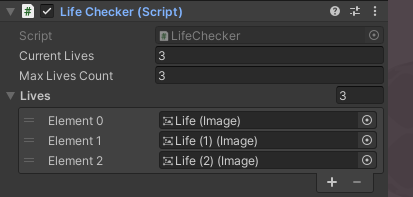 Life Checker (Script)
Script LifeChecker
Current Lives 3
Max Lives Count 3
Lives 3
Element 0 Life (Image)
Element 1 Life (1) (Image)
Element 2 Life (2) (Image)